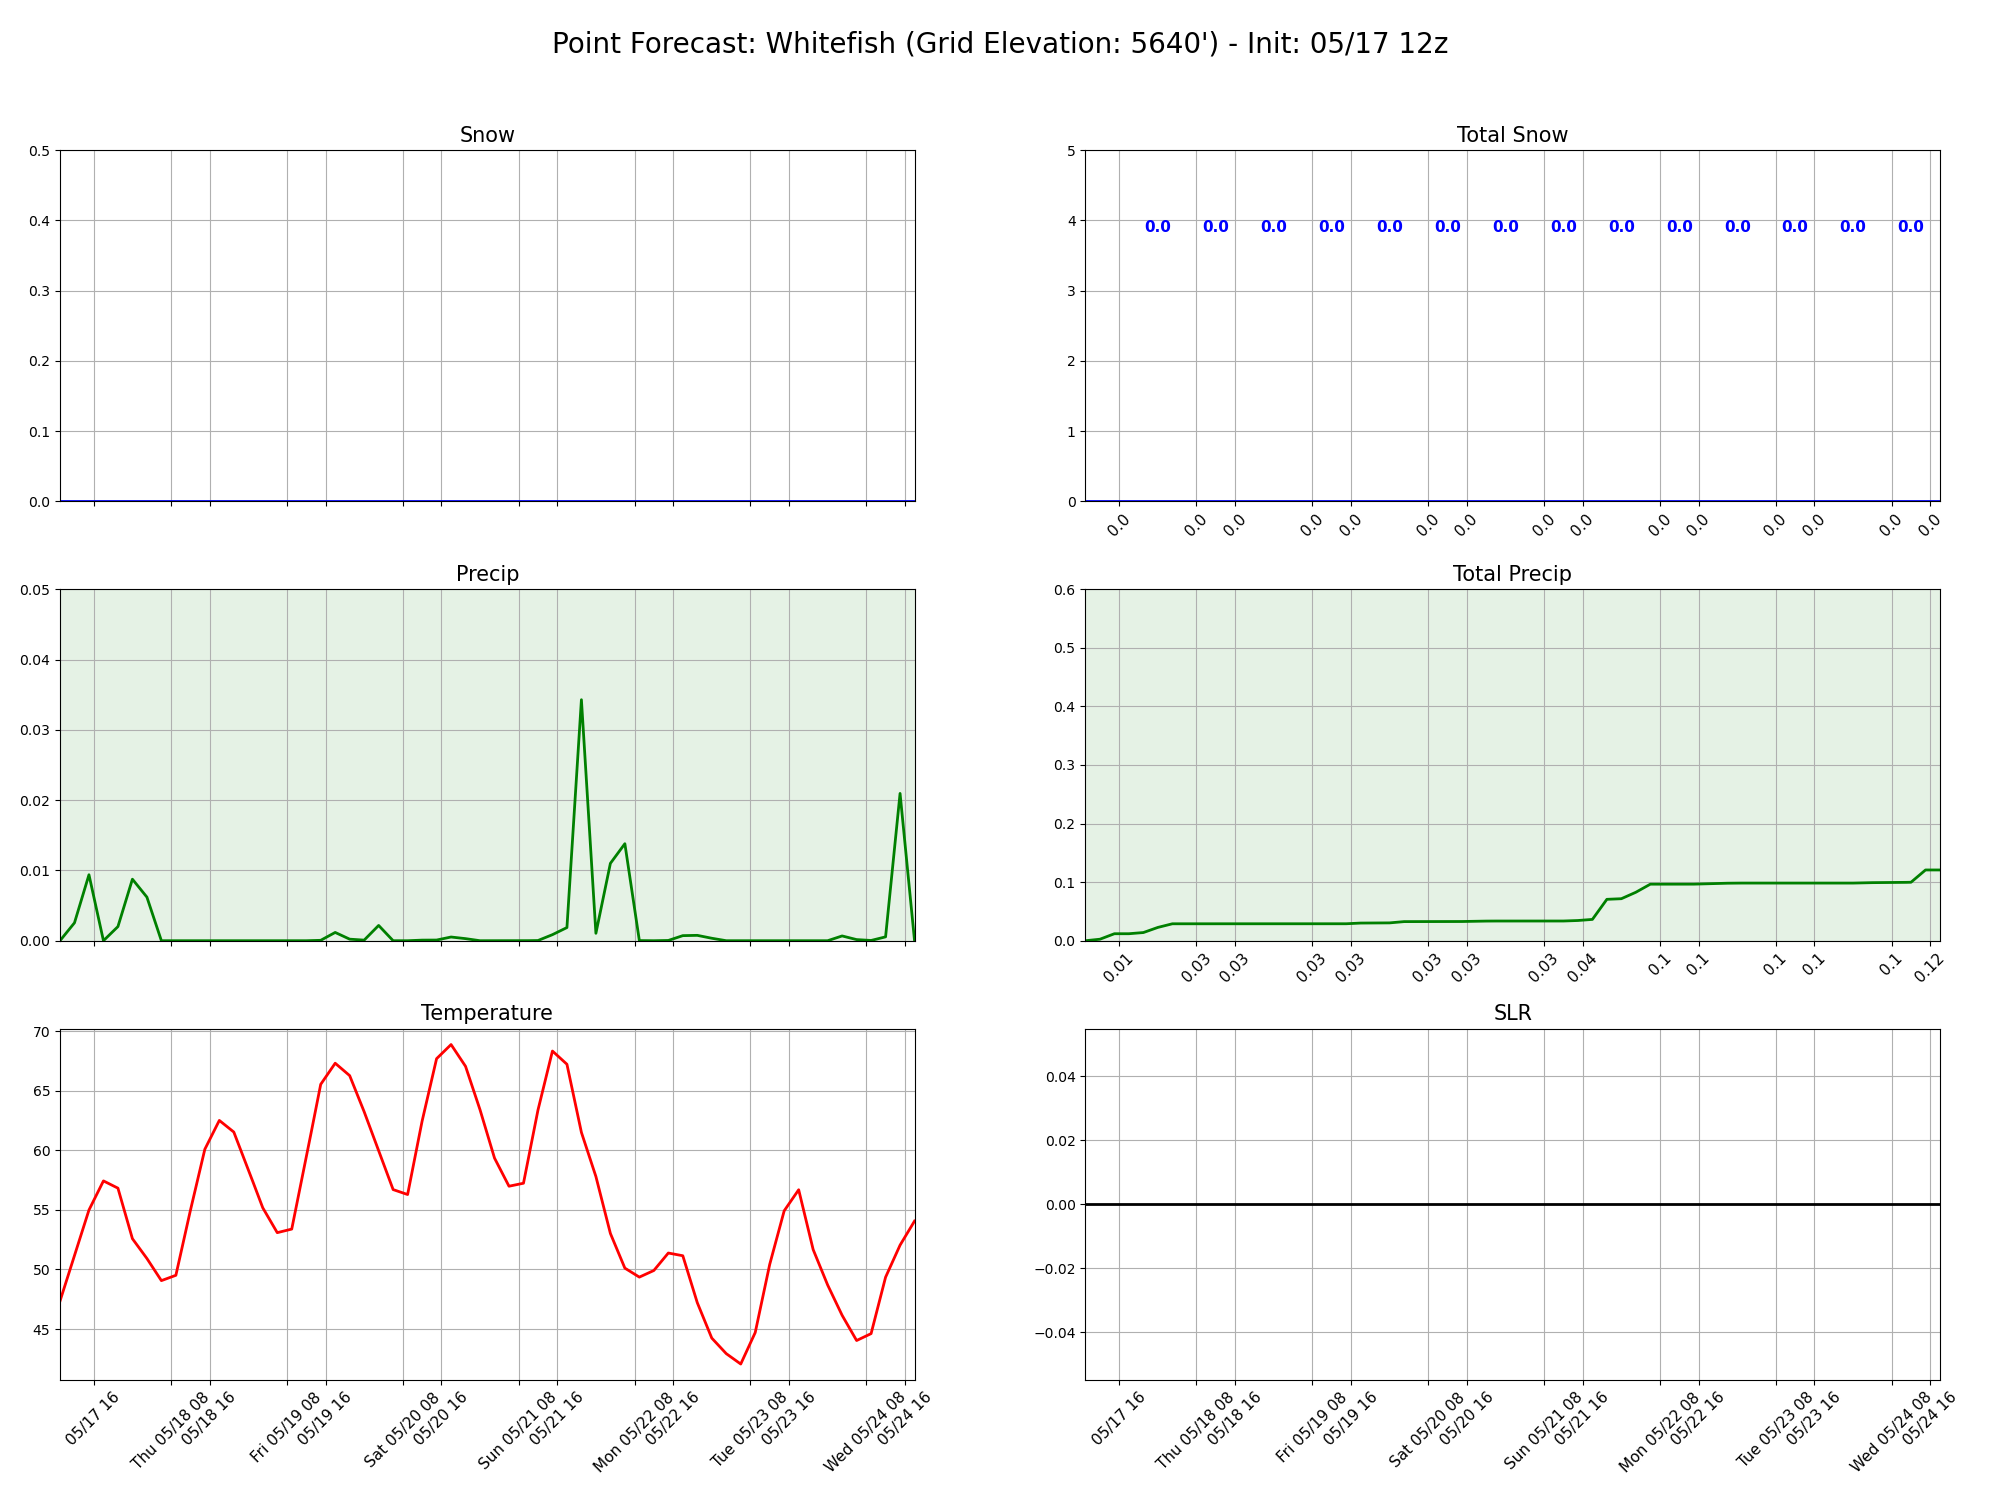 Point Forecast: Whitefish (Grid Elevation: 5640') - Init: 05/17 12z
Snow
0.5
0.4
0.3
0.2
0.1
0.0
Total Snow
5
4
3
2
1
0
0.0 0.0 0.0 0.0 0.0 0.0 0.0 0.0 0.0 0.0 0.0 0.0 0.0 0.0
0.0 0.0 0.0 0.0 0.0 0.0 0.0 0.0 0.0 0.0 0.0 0.0 0.0 0.0 0.0
Precip
0.05
0.04
0.03
0.02
0.01
0.00
Total Precip
0.6
0.5
0.4
0.3
0.2
0.1
0.0
0.01 0.03 0.03 0.03 0.03 0.03 0.03 0.03 0.04 0.1 0.1 0.1 0.1 0.1 0.12
Temperature
70
65
60
55
50
45
05/17 16
Thu 05/18 08
05/18 16
Fri 05/19 08
05/19 16
Sat 05/20 08
05/20 16
Sun 05/21 08
05/21 16
Mon 05/22 08
05/22 16
Tue 05/23 08
05/23 16
Wed 05/24 08
05/24 16
SLR
0.04
0.02
0.00
−0.02
−0.04
05/17 16
Thu 05/18 08
05/18 16
Fri 05/19 08
05/19 16
Sat 05/20 08
05/20 16
Sun 05/21 08
05/21 16
Mon 05/22 08
05/22 16
Tue 05/23 08
05/23 16
Wed 05/24 08
05/24 16